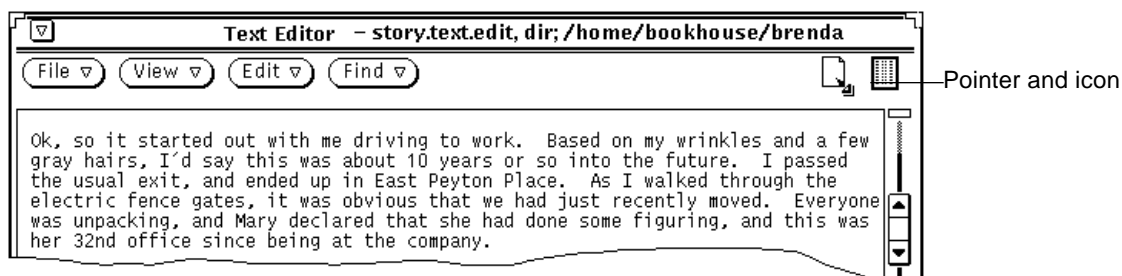 Text Editor – story.text.edit, dir; /home/bookhouse/brenda
File View Edit Find
Pointer and icon
Ok, so it started out with me driving to work.  Based on my wrinkles and a few
gray hairs, I´d say this was about 10 years or so into the future.  I passed
the usual exit, and ended up in East Peyton Place.  As I walked through the
electric fence gates, it was obvious that we had just recently moved.  Everyone
was unpacking, and Mary declared that she had done some figuring, and this was
her 32nd office since being at the company.